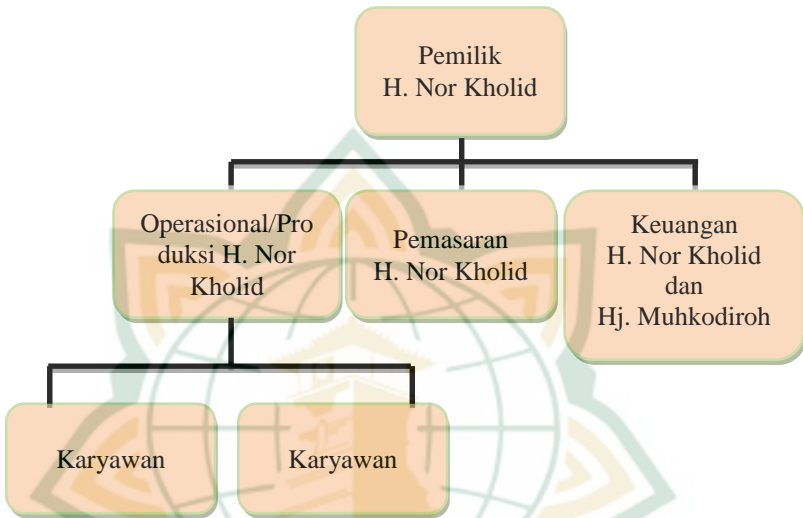 Pemilik
H. Nor Kholid
Operasional/Pro
duksi H. Nor
Kholid
Pemasaran
H. Nor Kholid
Keuangan
H. Nor Kholid
dan
Hj. Muhkodiroh
Karyawan
Karyawan